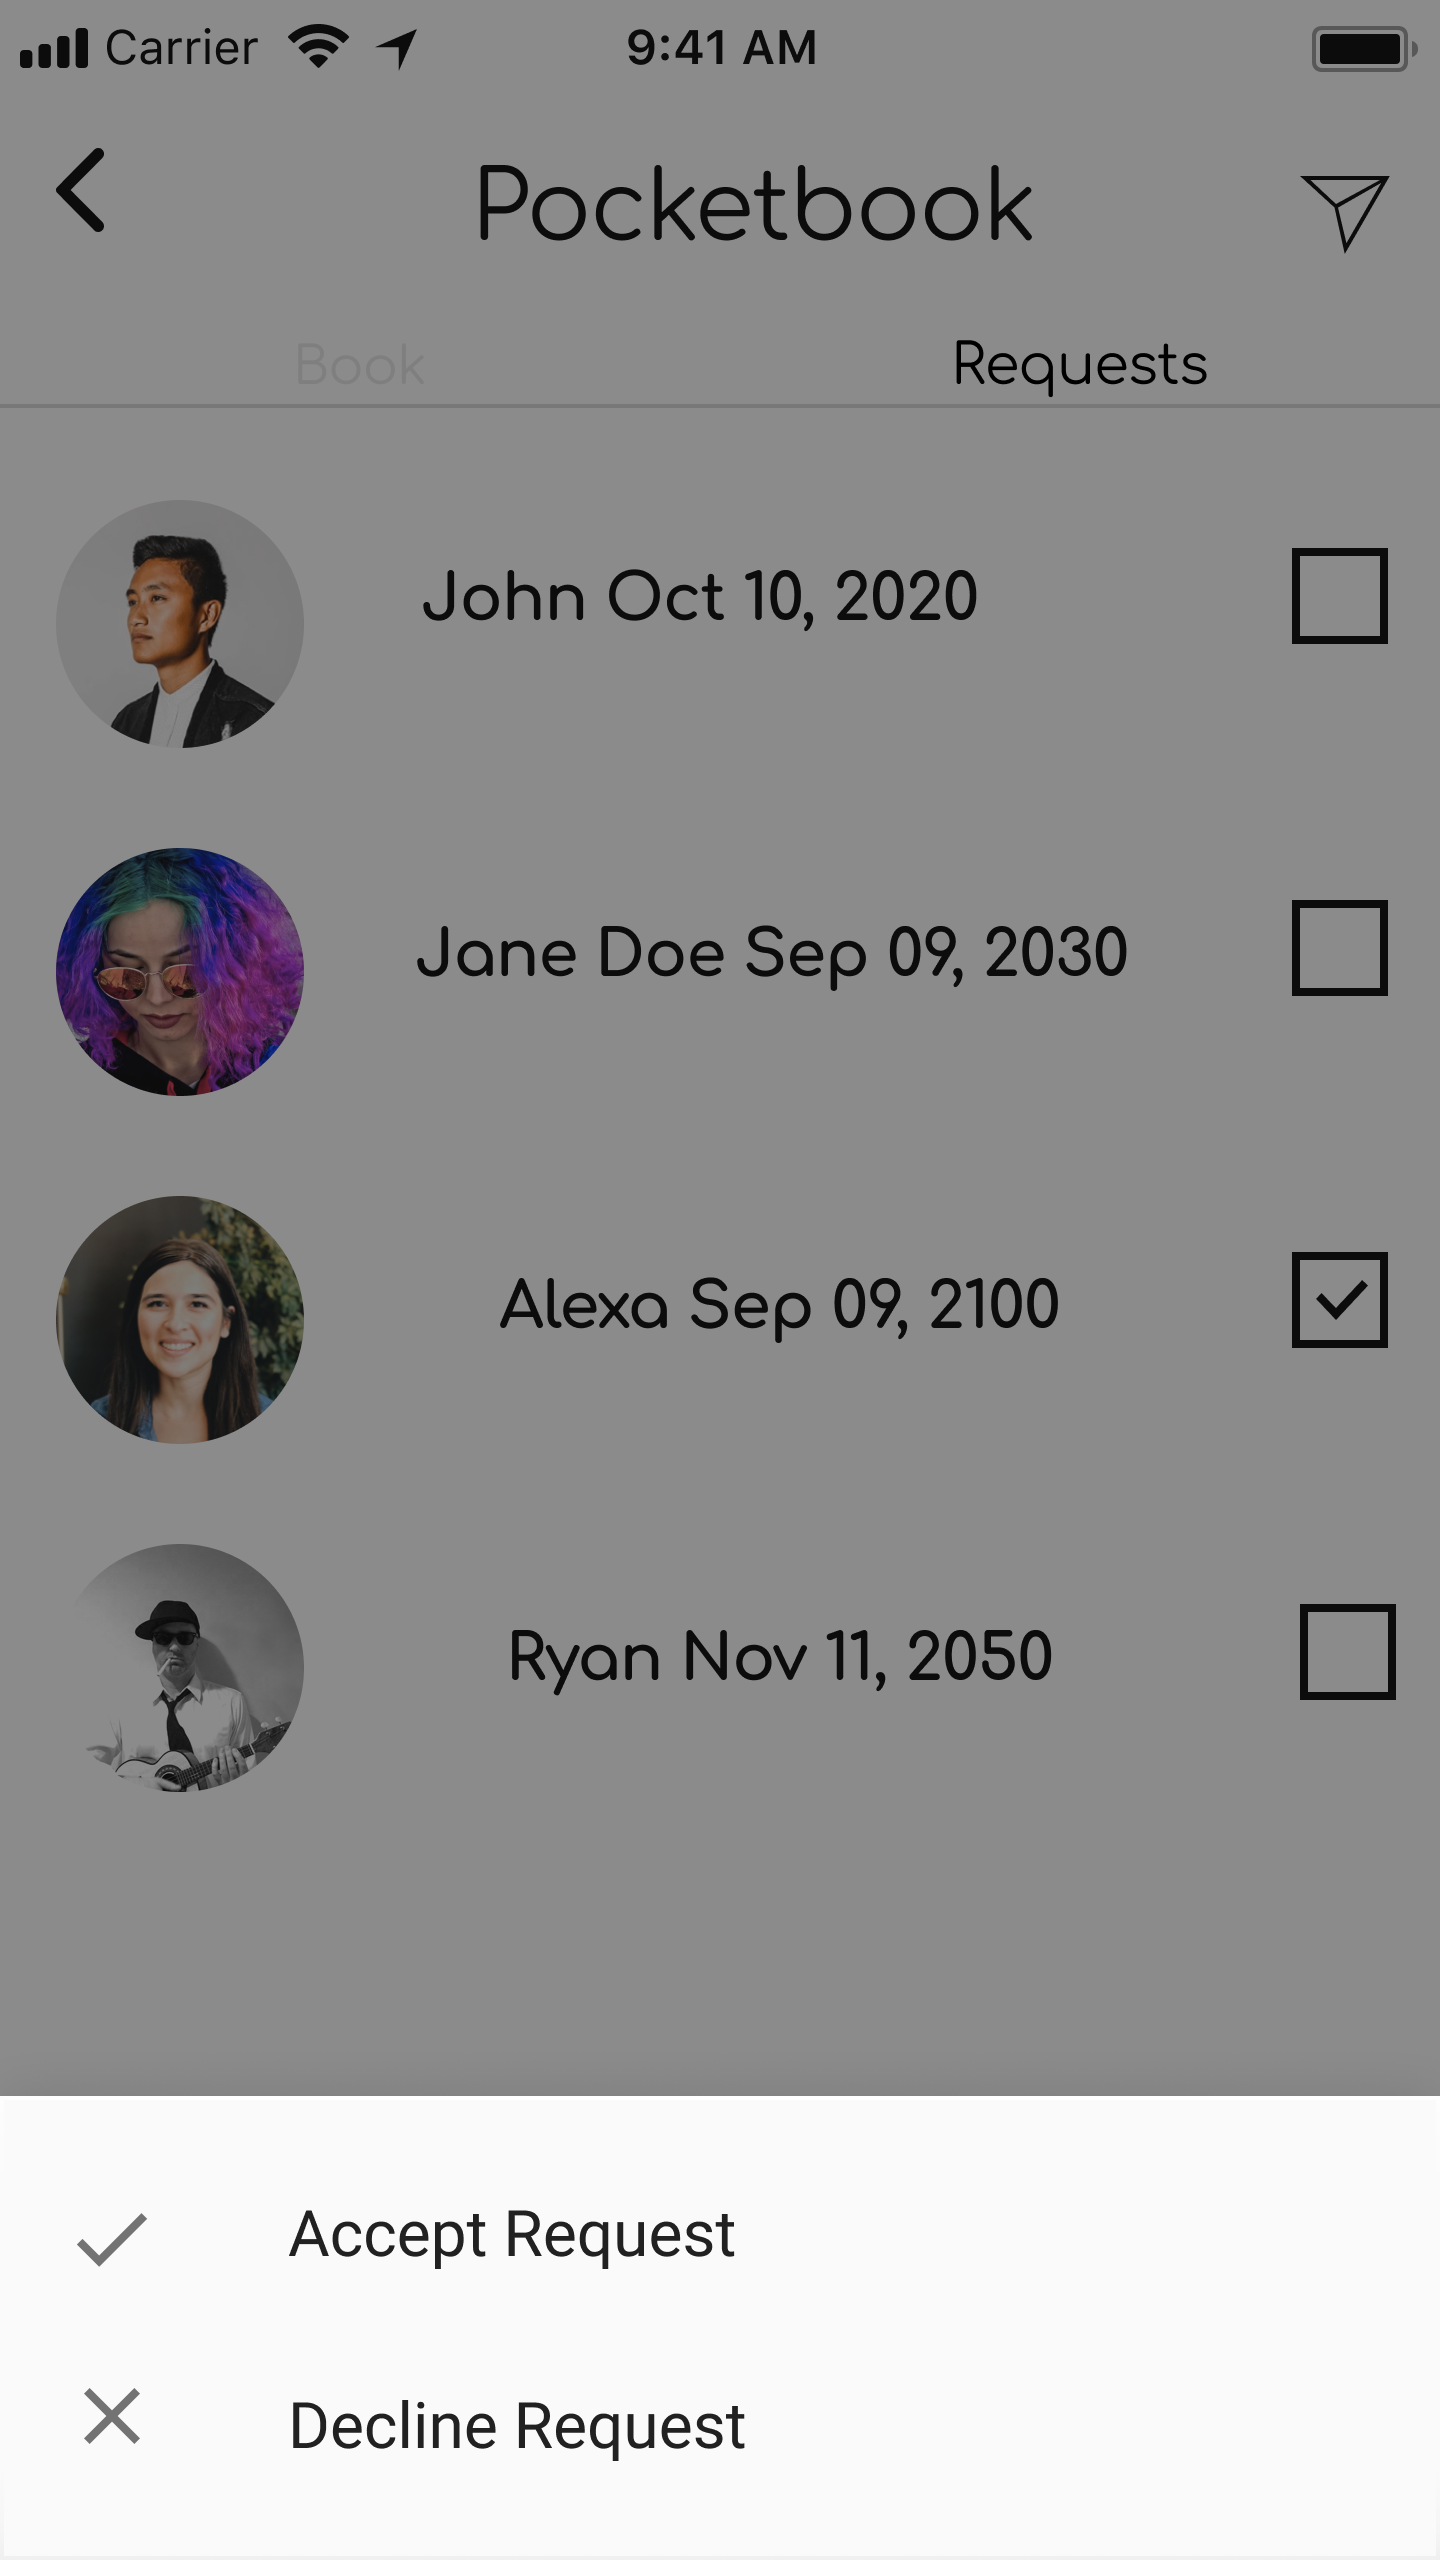 Carrier 9:41 AM
Pocketbook
Book Requests
John Oct 10, 2020
Jane Doe Sep 09, 2030
Alexa Sep 09, 2100
Ryan Nov 11, 2050
Accept Request
Decline Request